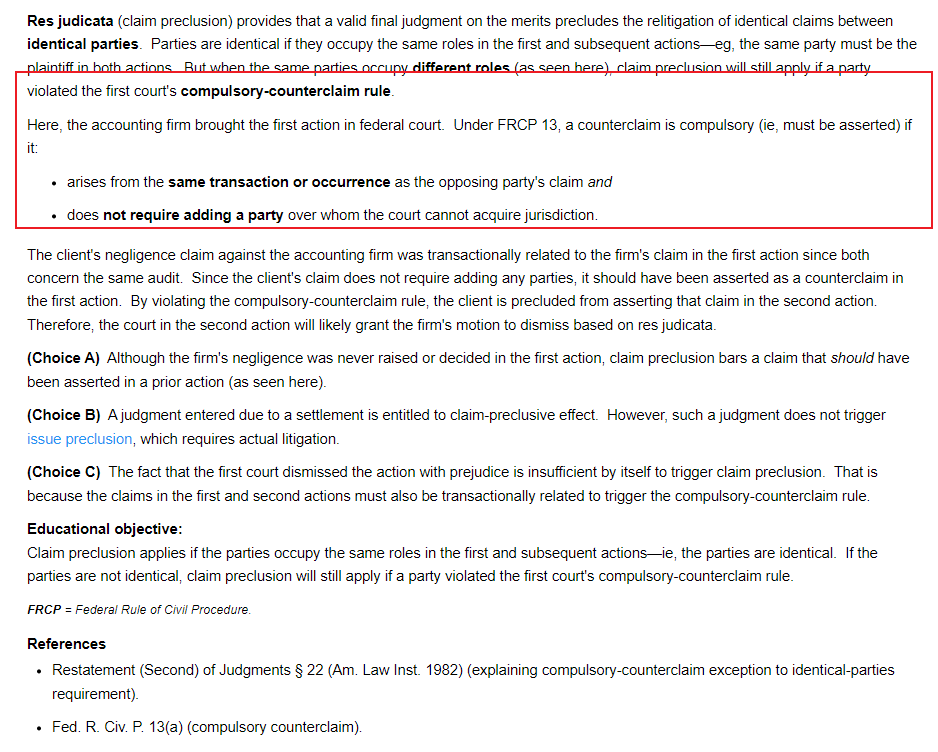 Res judicata (claim preclusion) provides that a valid final judgment on the merits precludes the relitigation of identical claims between
identical parties.  Parties are identical if they occupy the same roles in the first and subsequent actions—eg, the same party must be the
plaintiff in both actions.  But when the same parties occupy different roles (as seen here), claim preclusion will still apply if a party
violated the first court's compulsory-counterclaim rule.
Here, the accounting firm brought the first action in federal court.  Under FRCP 13, a counterclaim is compulsory (ie, must be asserted) if
it:
• arises from the same transaction or occurrence as the opposing party's claim and
• does not require adding a party over whom the court cannot acquire jurisdiction.
The client's negligence claim against the accounting firm was transactionally related to the firm's claim in the first action since both
concern the same audit.  Since the client's claim does not require adding any parties, it should have been asserted as a counterclaim in
the first action.  By violating the compulsory-counterclaim rule, the client is precluded from asserting that claim in the second action.
Therefore, the court in the second action will likely grant the firm's motion to dismiss based on res judicata.
(Choice A)  Although the firm's negligence was never raised or decided in the first action, claim preclusion bars a claim that should have
been asserted in a prior action (as seen here).
(Choice B)  A judgment entered due to a settlement is entitled to claim-preclusive effect.  However, such a judgment does not trigger
issue preclusion, which requires actual litigation.
(Choice C)  The fact that the first court dismissed the action with prejudice is insufficient by itself to trigger claim preclusion.  That is
because the claims in the first and second actions must also be transactionally related to trigger the compulsory-counterclaim rule.
Educational objective:
Claim preclusion applies if the parties occupy the same roles in the first and subsequent actions—ie, the parties are identical.  If the
parties are not identical, claim preclusion will still apply if a party violated the first court's compulsory-counterclaim rule.
FRCP = Federal Rule of Civil Procedure.
References
• Restatement (Second) of Judgments § 22 (Am. Law Inst. 1982) (explaining compulsory-counterclaim exception to identical-parties
requirement).
• Fed. R. Civ. P. 13(a) (compulsory counterclaim).